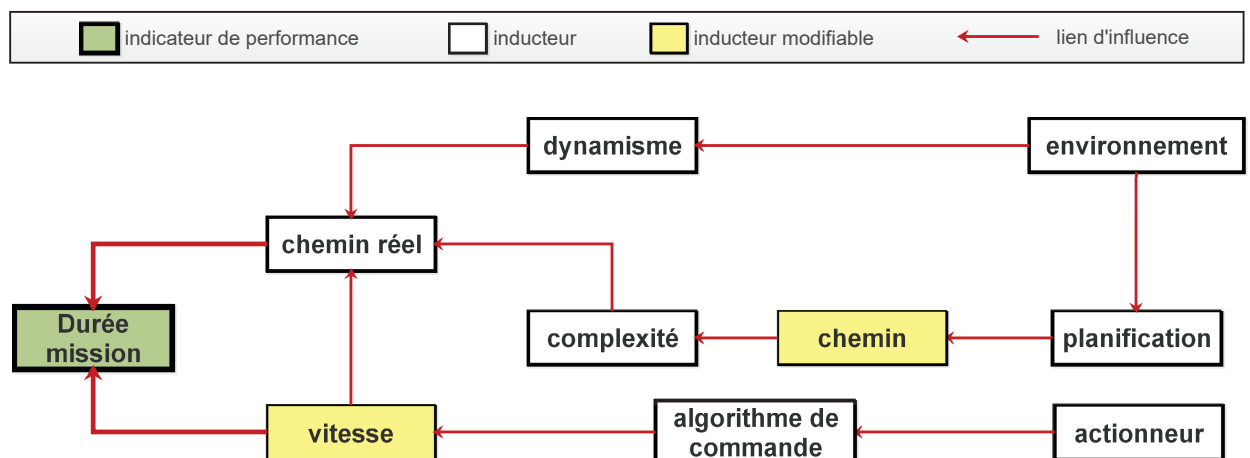 indicateur de performance
inducteur
inducteur modifiable
lien d'influence
dynamisme
environnement
chemin réel
Durée
mission
complexité
chemin
planification
vitesse
algorithme de
commande
actionneur